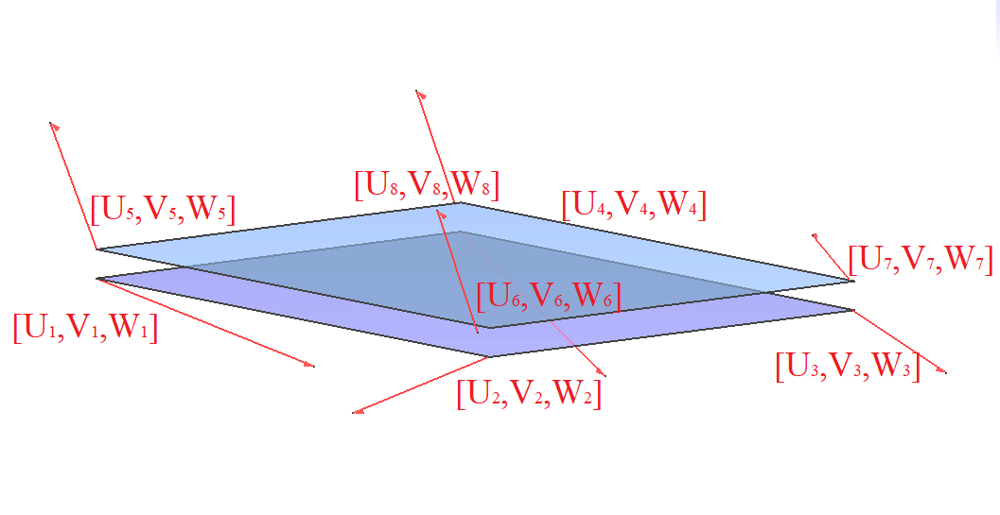 [U8,V8,W8]
[U5,V5,W5]
[U4,V4,W4]
[U7,V7,W7]
[U6,V6,W6]
[U1,V1,W1]
[U3,V3,W3]
[U2,V2,W2]